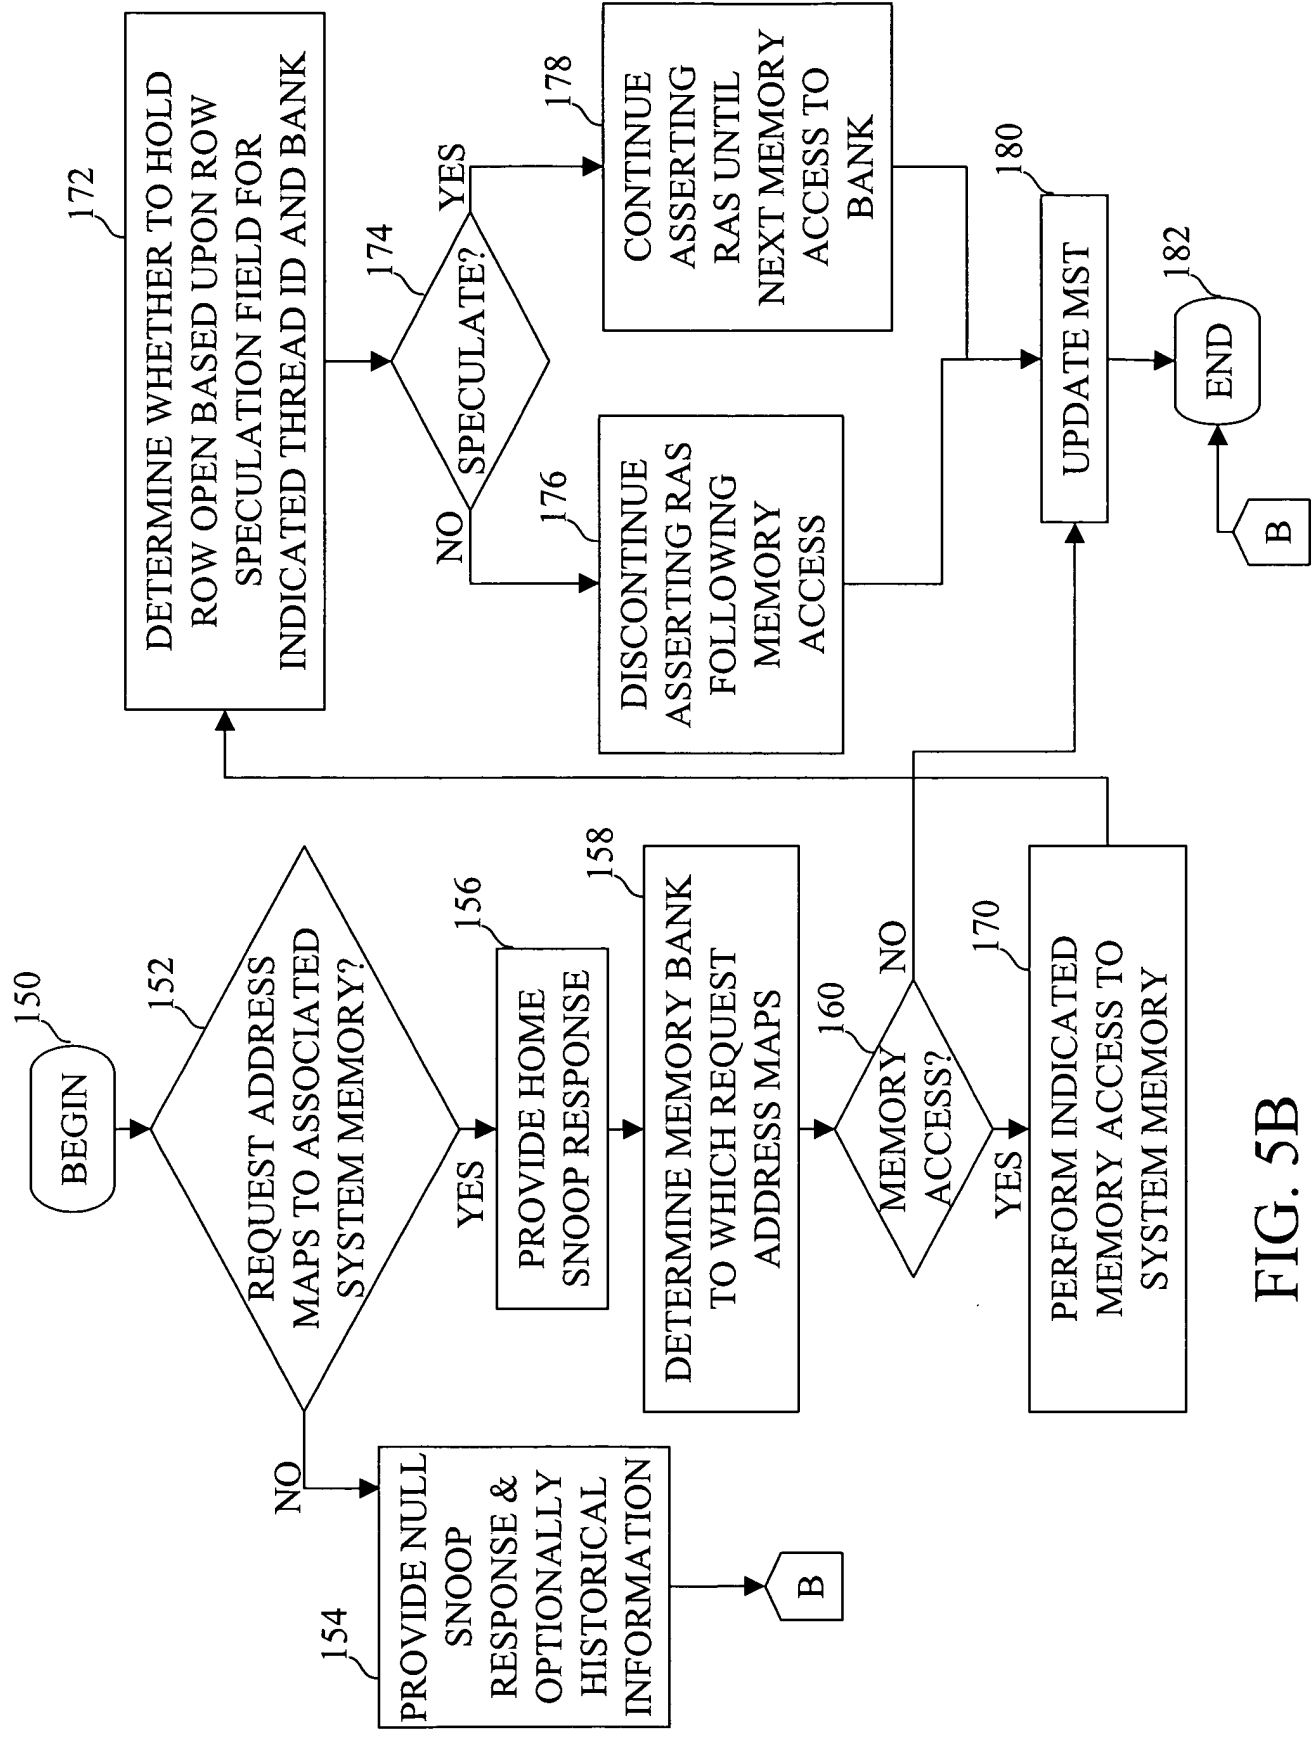 150
BEGIN
152
REQUEST ADDRESS
MAPS TO ASSOCIATED
SYSTEM MEMORY?
NO
154
PROVIDE NULL
SNOOP
RESPONSE &
OPTIONALLY
HISTORICAL
INFORMATION
B
YES
156
PROVIDE HOME
SNOOP RESPONSE
158
DETERMINE MEMORY BANK
TO WHICH REQUEST
ADDRESS MAPS
160
MEMORY
ACCESS?
NO
YES
170
PERFORM INDICATED
MEMORY ACCESS TO
SYSTEM MEMORY
172
DETERMINE WHETHER TO HOLD
ROW OPEN BASED UPON ROW
SPECULATION FIELD FOR
INDICATED THREAD ID AND BANK
174
SPECULATE?
NO
YES
176
DISCONTINUE
ASSERTING RAS
FOLLOWING
MEMORY
ACCESS
178
CONTINUE
ASSERTING
RAS UNTIL
NEXT MEMORY
ACCESS TO
BANK
180
UPDATE MST
182
END
B
FIG. 5B